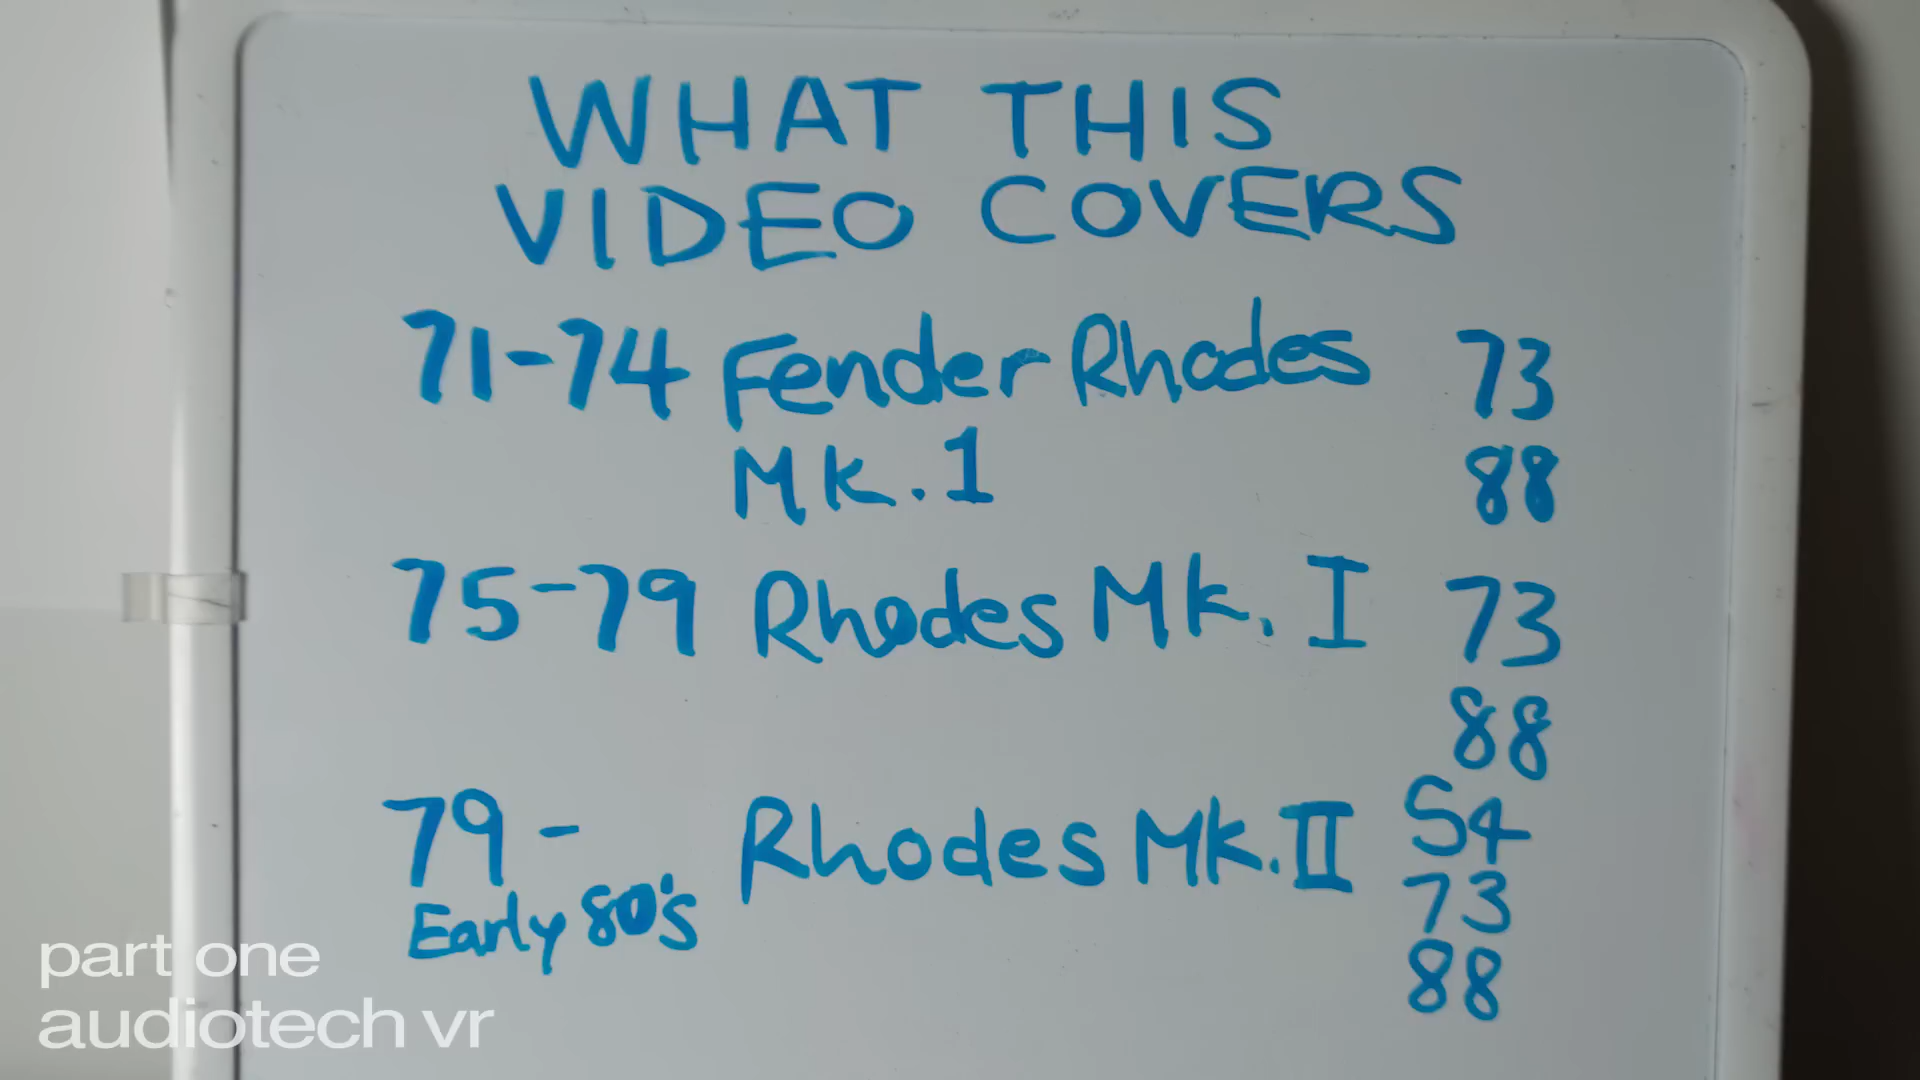 WHAT THIS
VIDEO COVERS
71-74 Fender Rhodes 73
Mk.1 88
75-79 Rhodes Mk. I 73
88
79- Rhodes Mk.II 54
Early 80's 73
88
part one
audiotech vr